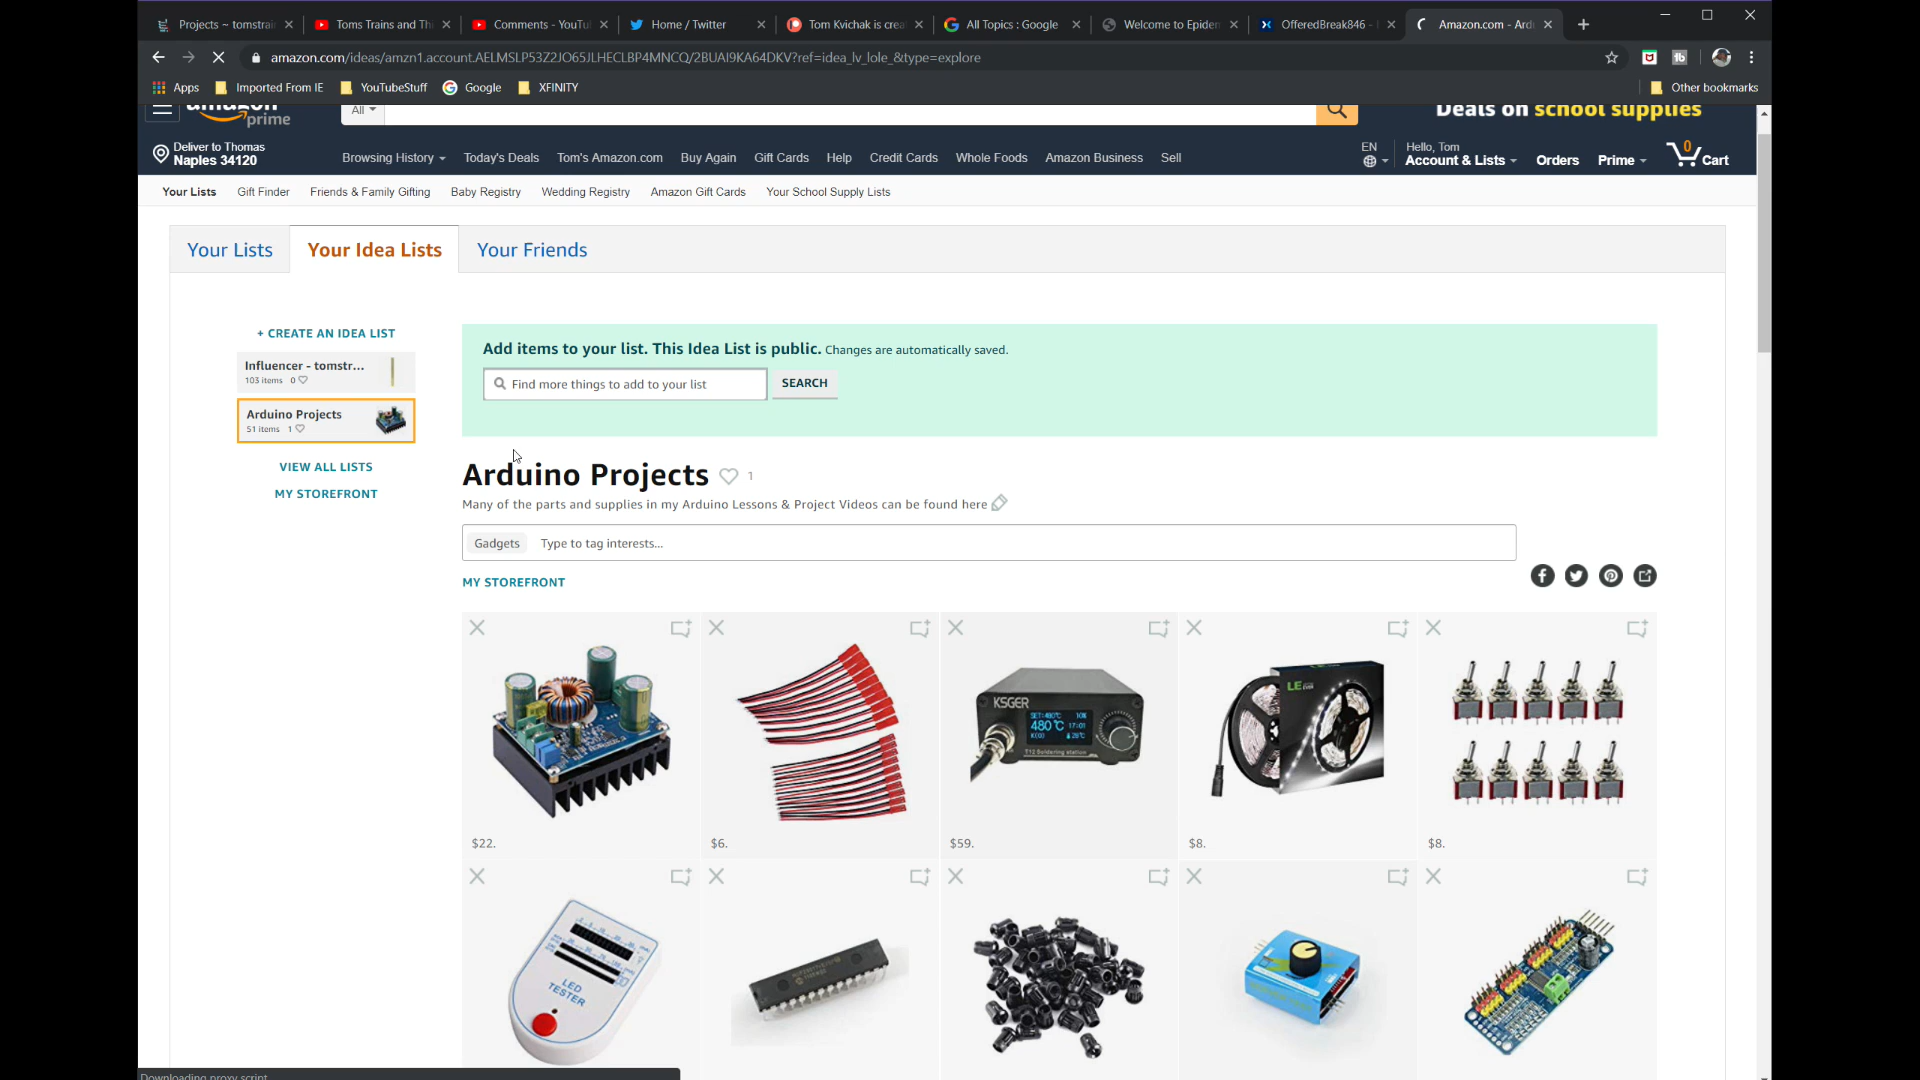 Projects ~ tomstrai
Toms Trains and Thi
Comments - YouTu
Home / Twitter
Tom Kvichak is crea
All Topics : Google
Welcome to Epiden
OfferedBreak846 -
Amazon.com - Ard
amazon.com/ideas/amzn1.account.AELMSLP53Z2JO65JLHECLBP4MNCQ/2BUAI9KA64DKV?ref=idea_lv_lole_&type=explore
Apps
Imported From IE
YouTubeStuff
Google
XFINITY
Other bookmarks
amazon
prime
All
Deals on school supplies
Deliver to Thomas
Naples 34120
Browsing History
Today's Deals
Tom's Amazon.com
Buy Again
Gift Cards
Help
Credit Cards
Whole Foods
Amazon Business
Sell
EN
Hello, Tom
Account & Lists
Orders
Prime
0
Cart
Your Lists
Gift Finder
Friends & Family Gifting
Baby Registry
Wedding Registry
Amazon Gift Cards
Your School Supply Lists
Your Lists
Your Idea Lists
Your Friends
+ CREATE AN IDEA LIST
Influencer - tomstr...
103 items 0
Arduino Projects
51 items 1
VIEW ALL LISTS
MY STOREFRONT
Add items to your list. This Idea List is public. Changes are automatically saved.
Find more things to add to your list
SEARCH
Arduino Projects
1
Many of the parts and supplies in my Arduino Lessons & Project Videos can be found here
Gadgets
Type to tag interests...
MY STOREFRONT
KSGER
480°C
T12 Soldering station
LE
$22.
$6.
$59.
$8.
$8.
LED
TESTER
Downloading proxy script...